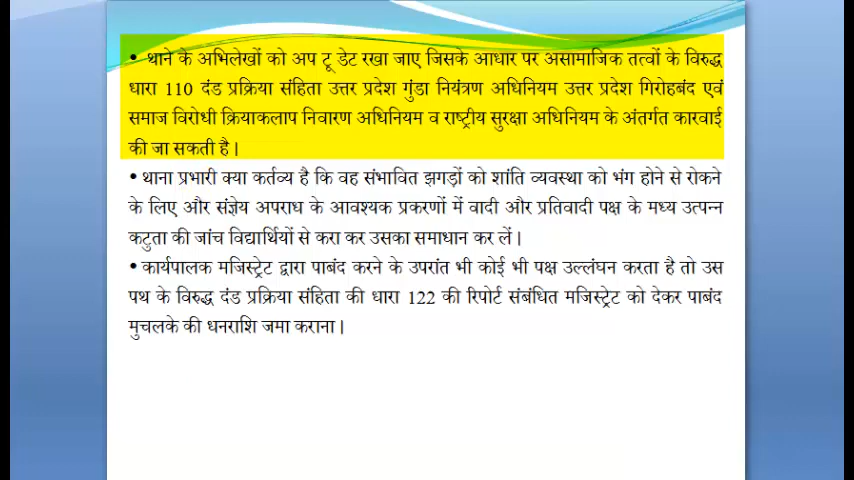 • थाने के अभिलेखों को अप टू डेट रखा जाए जिसके आधार पर असामाजिक तत्वों के विरुद्ध
धारा 110 दंड प्रक्रिया संहिता उत्तर प्रदेश गुंडा नियंत्रण अधिनियम उत्तर प्रदेश गिरोहबंद एवं
समाज विरोधी क्रियाकलाप निवारण अधिनियम व राष्ट्रीय सुरक्षा अधिनियम के अंतर्गत कारवाई
की जा सकती है।
• थाना प्रभारी क्या कर्तव्य है कि वह संभावित झगड़ों को शांति व्यवस्था को भंग होने से रोकने
के लिए और संज्ञेय अपराध के आवश्यक प्रकरणों में वादी और प्रतिवादी पक्ष के मध्य उत्पन्न
कटुता की जांच विद्यार्थियों से करा कर उसका समाधान कर लें।
• कार्यपालक मजिस्ट्रेट द्वारा पाबंद करने के उपरांत भी कोई भी पक्ष उल्लंघन करता है तो उस
पथ के विरुद्ध दंड प्रक्रिया संहिता की धारा 122 की रिपोर्ट संबंधित मजिस्ट्रेट को देकर पाबंद
मुचलके की धनराशि जमा कराना।